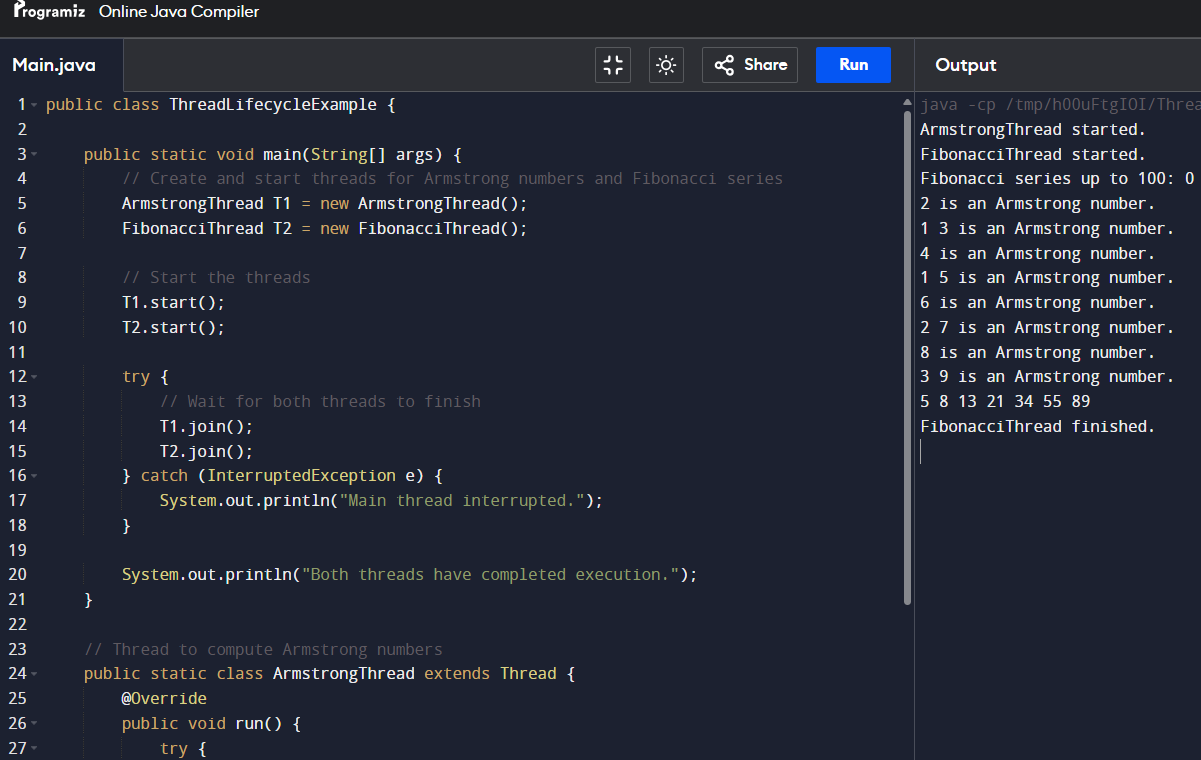 Programiz Online Java Compiler
Main.java Share Run Output
1 public class ThreadLifecycleExample {
2
3     public static void main(String[] args) {
4         // Create and start threads for Armstrong numbers and Fibonacci series
5         ArmstrongThread T1 = new ArmstrongThread();
6         FibonacciThread T2 = new FibonacciThread();
7
8         // Start the threads
9         T1.start();
10         T2.start();
11
12         try {
13             // Wait for both threads to finish
14             T1.join();
15             T2.join();
16         } catch (InterruptedException e) {
17             System.out.println("Main thread interrupted.");
18         }
19
20         System.out.println("Both threads have completed execution.");
21     }
22
23     // Thread to compute Armstrong numbers
24     public static class ArmstrongThread extends Thread {
25         @Override
26         public void run() {
27             try {
java -cp /tmp/h00uFtgIOI/Threa
ArmstrongThread started.
FibonacciThread started.
Fibonacci series up to 100: 0
2 is an Armstrong number.
1 3 is an Armstrong number.
4 is an Armstrong number.
1 5 is an Armstrong number.
6 is an Armstrong number.
2 7 is an Armstrong number.
8 is an Armstrong number.
3 9 is an Armstrong number.
5 8 13 21 34 55 89
FibonacciThread finished.